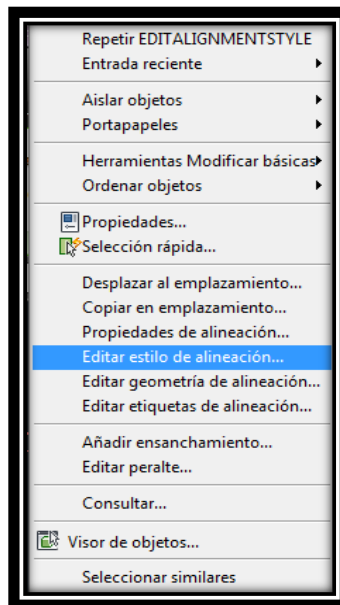 Repetir EDITALIGNMENTSTYLE
Entrada reciente
Aislar objetos
Portapapeles
Herramientas Modificar básicas
Ordenar objetos
Propiedades...
Selección rápida...
Desplazar al emplazamiento...
Copiar en emplazamiento...
Propiedades de alineación...
Editar estilo de alineación...
Editar geometría de alineación...
Editar etiquetas de alineación...
Añadir ensanchamiento...
Editar peralte...
Consultar...
Visor de objetos...
Seleccionar similares